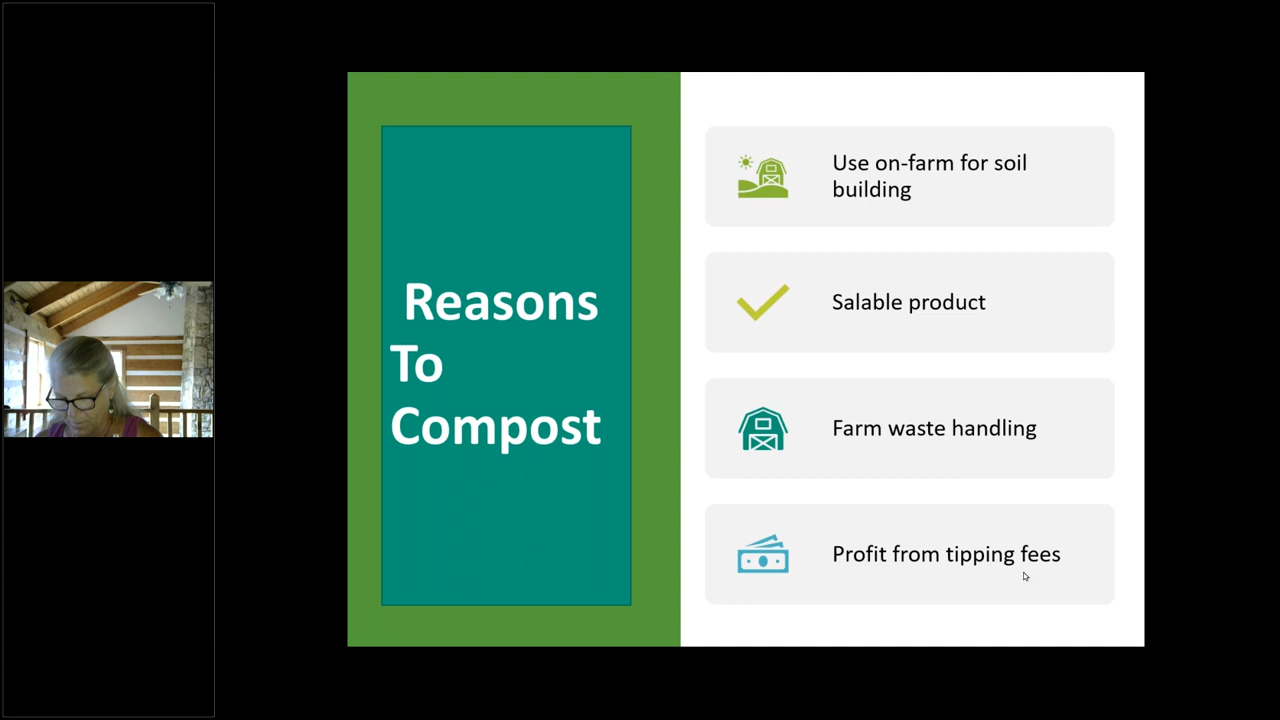 Reasons
To
Compost
Use on-farm for soil
building
Salable product
Farm waste handling
Profit from tipping fees